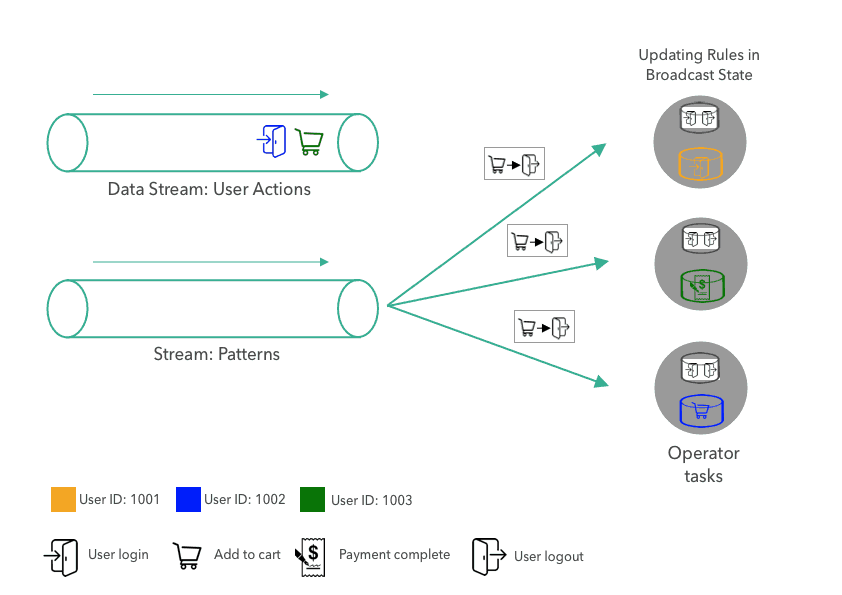 Updating Rules in
Broadcast State
Data Stream: User Actions
Stream: Patterns
Operator
tasks
User ID: 1001
User ID: 1002
User ID: 1003
User login
Add to cart
$
Payment complete
User logout